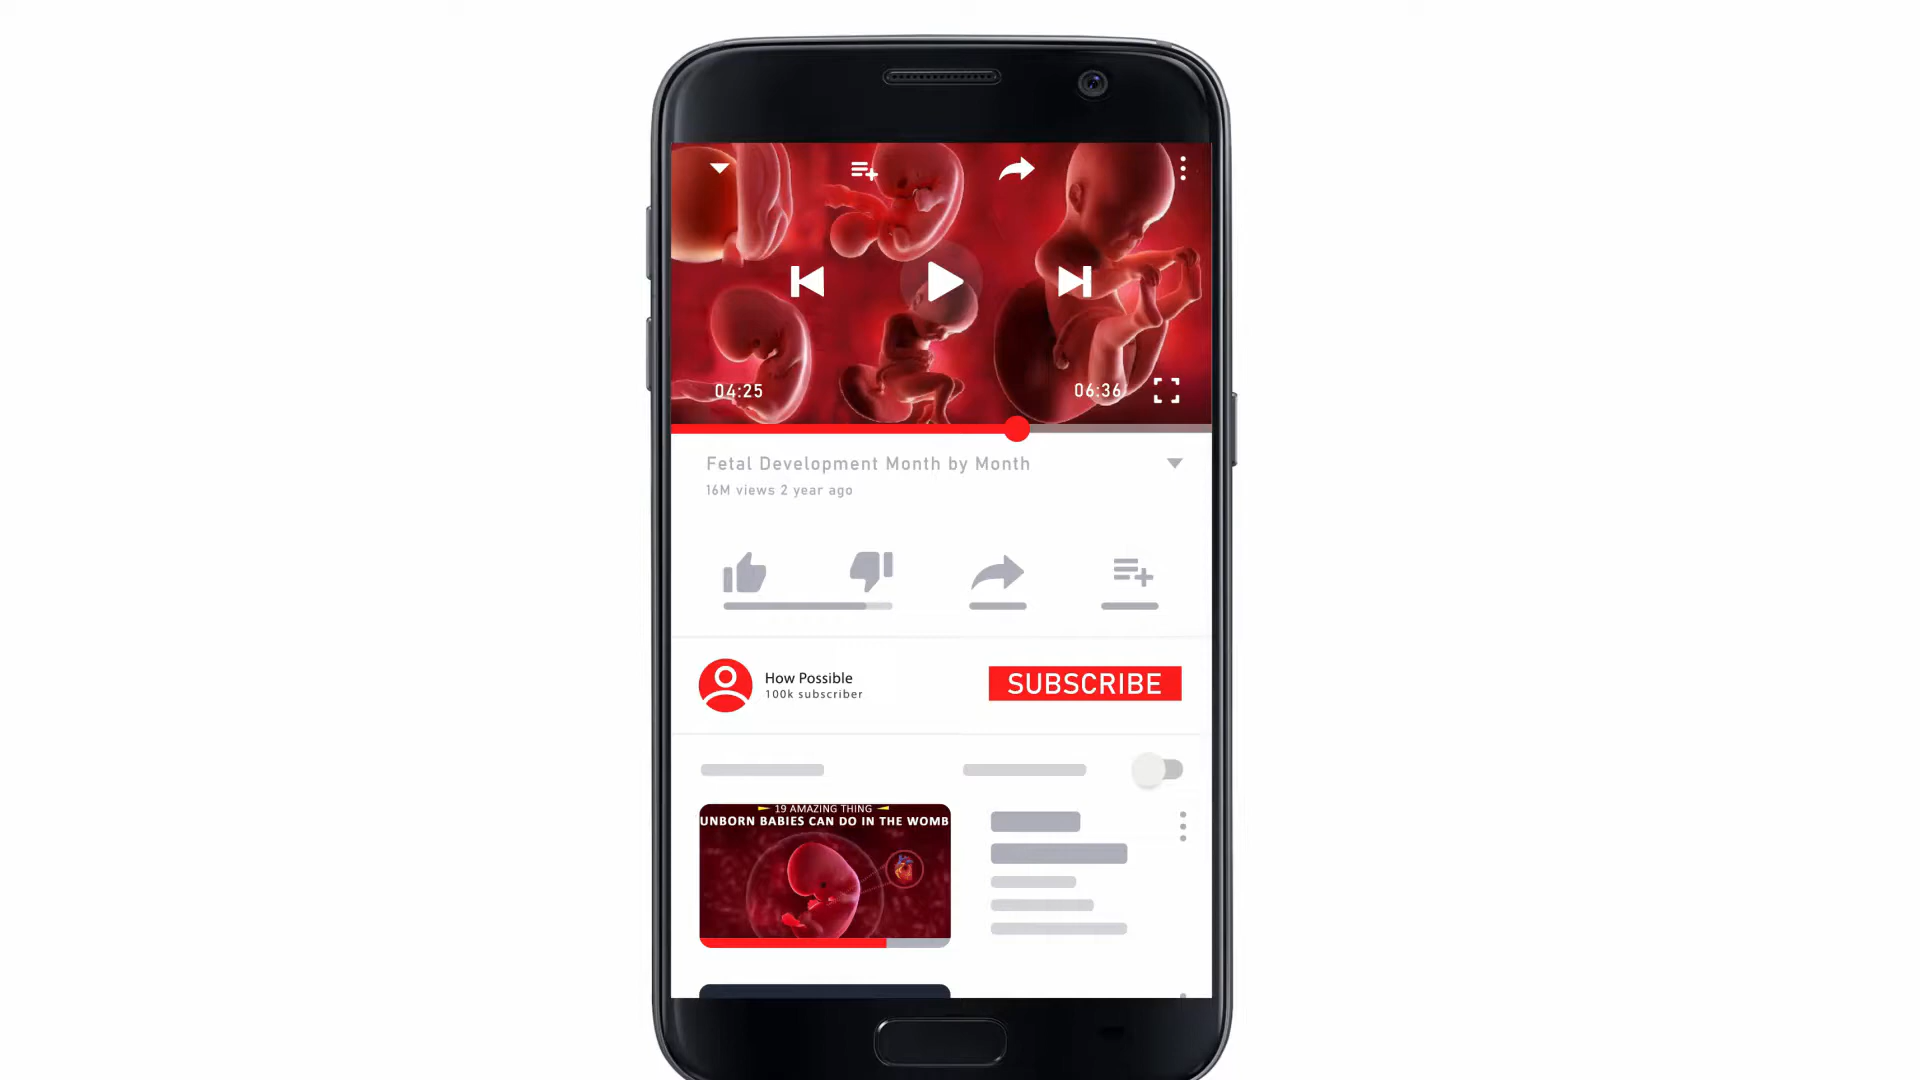 04:25
06:36
Fetal Development Month by Month
16M views 2 year ago
How Possible
100k subscriber
SUBSCRIBE
19 AMAZING THING
UNBORN BABIES CAN DO IN THE WOMB